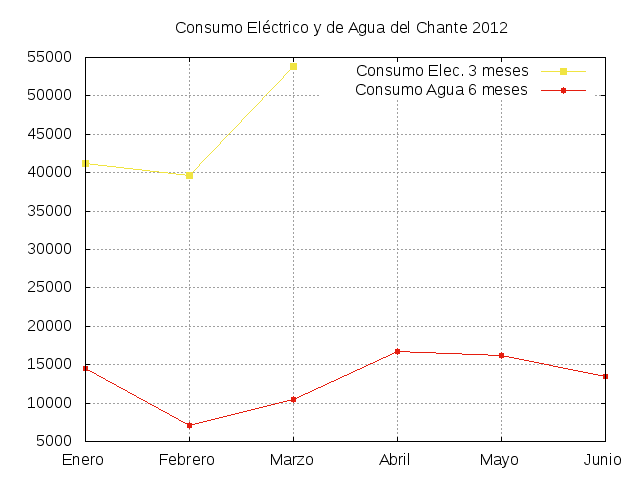 Consumo Eléctrico y de Agua del Chante 2012
55000
Consumo Elec. 3 meses
Consumo Agua 6 meses
50000
45000
40000
35000
30000
25000
20000
15000
10000
5000
Enero Febrero Marzo Abril Mayo Junio